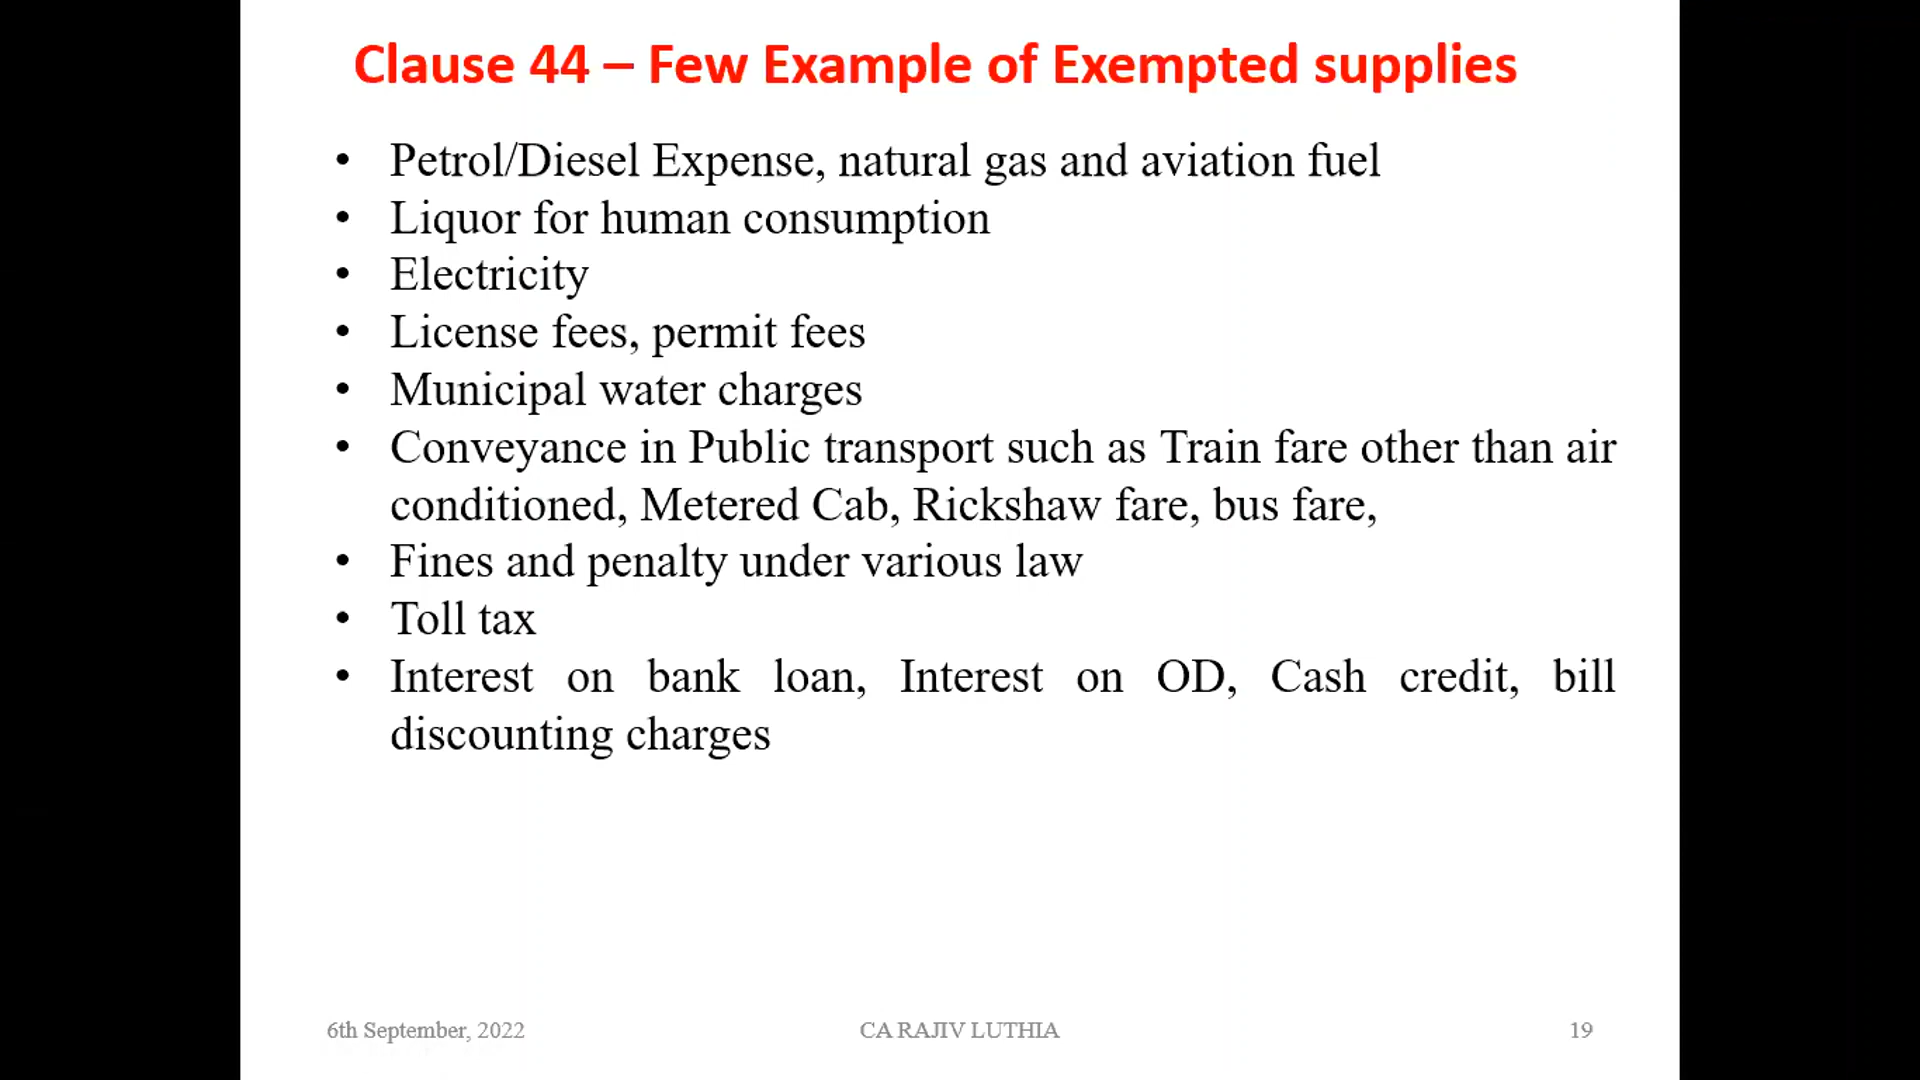 Clause 44 – Few Example of Exempted supplies
• Petrol/Diesel Expense, natural gas and aviation fuel
• Liquor for human consumption
• Electricity
• License fees, permit fees
• Municipal water charges
• Conveyance in Public transport such as Train fare other than air
conditioned, Metered Cab, Rickshaw fare, bus fare,
• Fines and penalty under various law
• Toll tax
• Interest on bank loan, Interest on OD, Cash credit, bill
discounting charges
6th September, 2022 CA RAJIV LUTHIA 19